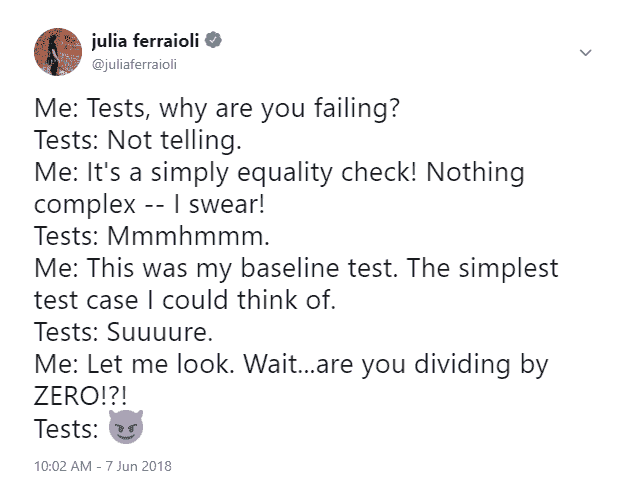 julia ferraioli
@juliaferraioli
Me: Tests, why are you failing?
Tests: Not telling.
Me: It's a simply equality check! Nothing
complex -- I swear!
Tests: Mmmhmmm.
Me: This was my baseline test. The simplest
test case I could think of.
Tests: Suuuure.
Me: Let me look. Wait...are you dividing by
ZERO!?!
Tests: 😈
10:02 AM - 7 Jun 2018